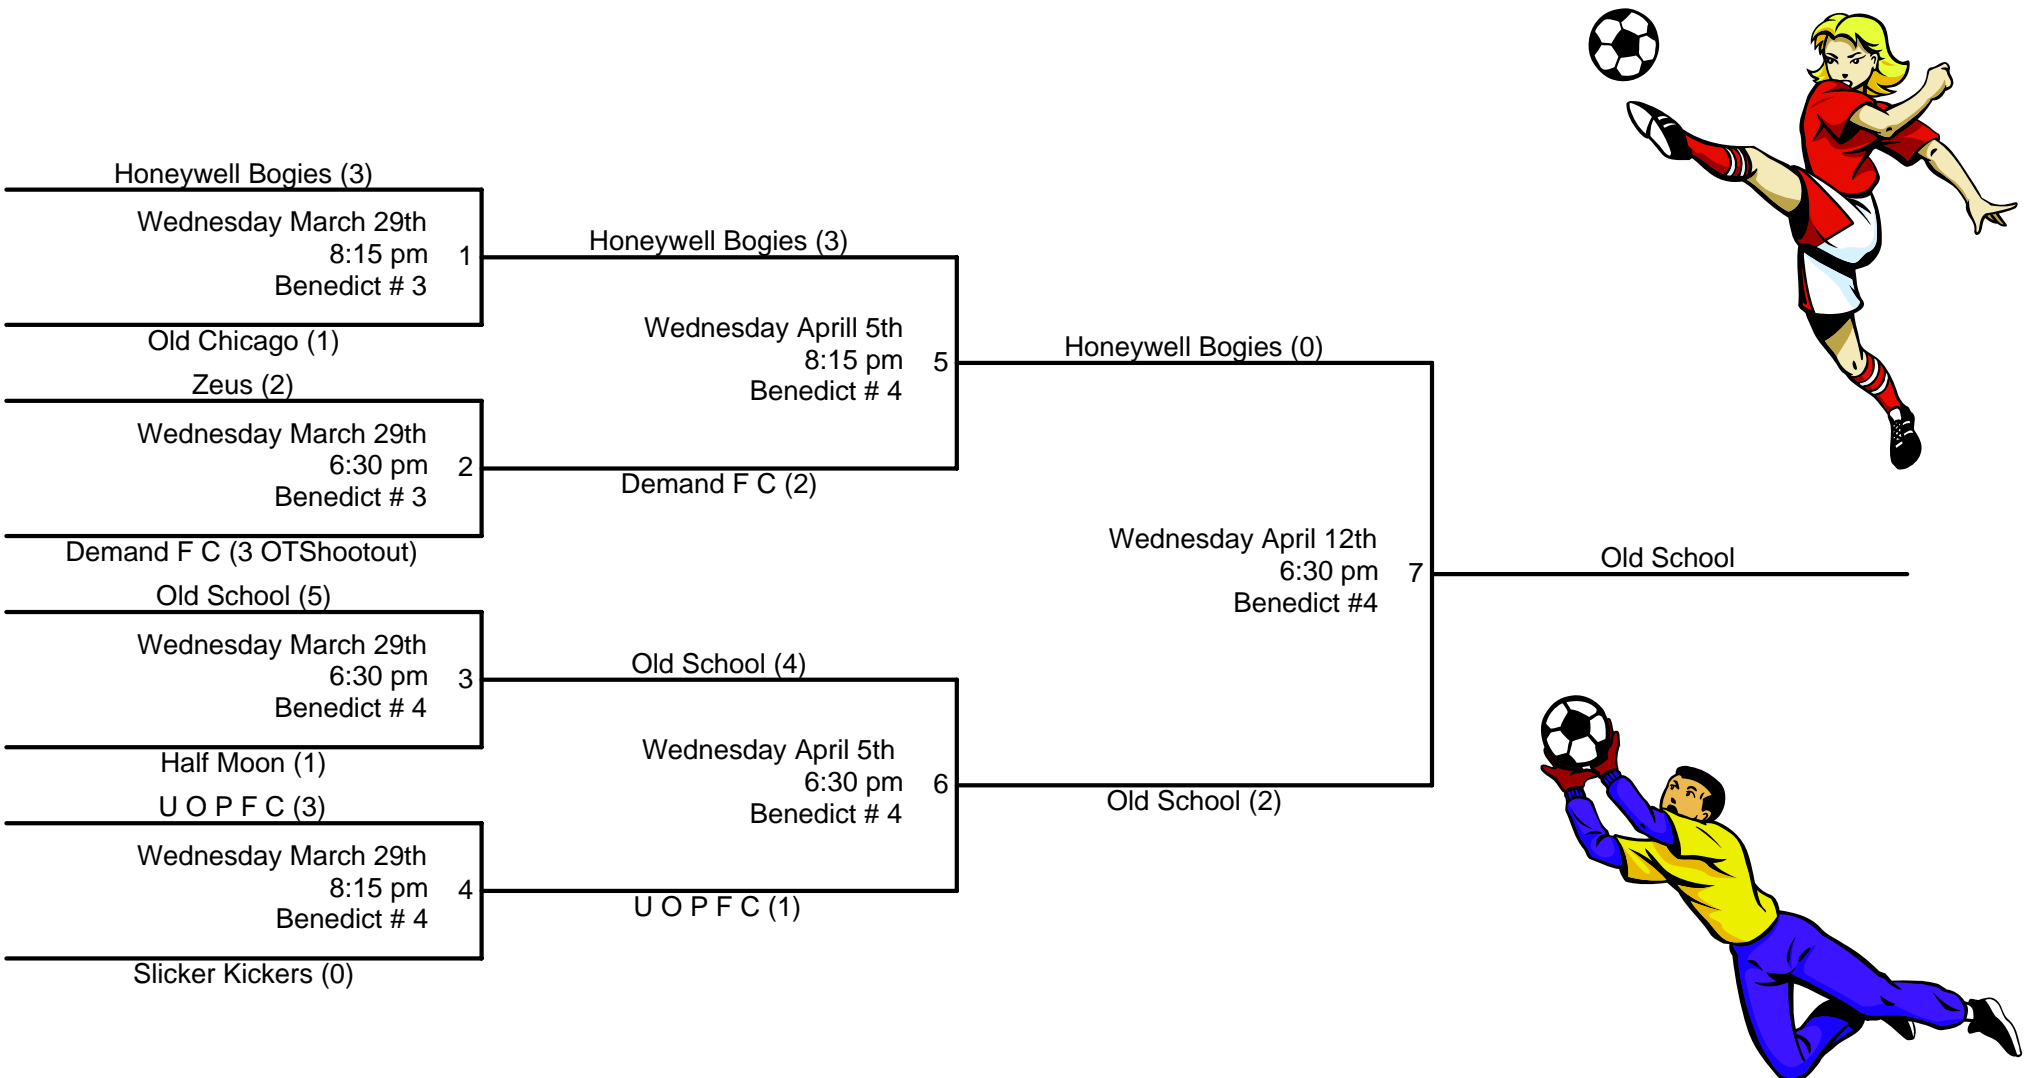 Honeywell Bogies (3)
Wednesday March 29th
8:15 pm
1
Benedict # 3
Old Chicago (1)
Zeus (2)
Wednesday March 29th
6:30 pm
2
Benedict # 3
Demand F C (3 OTShootout)
Old School (5)
Wednesday March 29th
6:30 pm
3
Benedict # 4
Half Moon (1)
U O P F C (3)
Wednesday March 29th
8:15 pm
4
Benedict # 4
Slicker Kickers (0)
Honeywell Bogies (3)
Wednesday Aprill 5th
8:15 pm
5
Benedict # 4
Demand F C (2)
Old School (4)
Wednesday April 5th
6:30 pm
6
Benedict # 4
U O P F C (1)
Honeywell Bogies (0)
Wednesday April 12th
6:30 pm
7
Benedict #4
Old School (2)
Old School